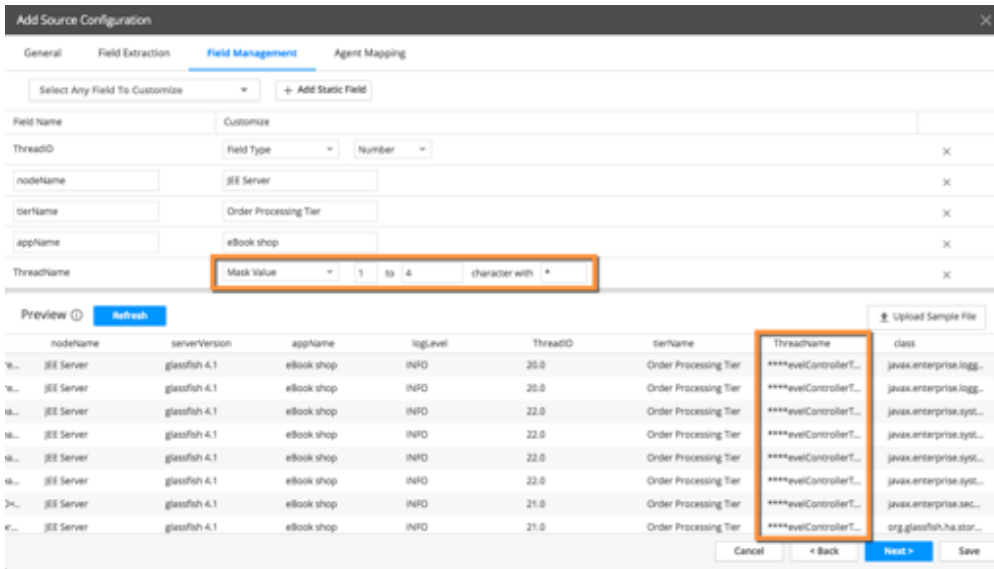 Add Source Configuration ×
General Field Extraction Field Management Agent Mapping
Select Any Field To Customize + Add Static Field
Field Name Customize
ThreadID Field Type Number ×
nodeName JEE Server ×
tierName Order Processing Tier ×
appName eBook shop ×
ThreadName Mask Value 1 to 4 character with * ×
Preview Refresh Upload Sample File
nodeName serverVersion appName logLevel ThreadID tierName ThreadName class
JEE Server glassfish 4.1 eBook shop INFO 20.0 Order Processing Tier ****evelControllerT... javax.enterprise.logg...
JEE Server glassfish 4.1 eBook shop INFO 20.0 Order Processing Tier ****evelControllerT... javax.enterprise.logg...
JEE Server glassfish 4.1 eBook shop INFO 22.0 Order Processing Tier ****evelControllerT... javax.enterprise.syst...
JEE Server glassfish 4.1 eBook shop INFO 22.0 Order Processing Tier ****evelControllerT... javax.enterprise.syst...
JEE Server glassfish 4.1 eBook shop INFO 22.0 Order Processing Tier ****evelControllerT... javax.enterprise.syst...
JEE Server glassfish 4.1 eBook shop INFO 22.0 Order Processing Tier ****evelControllerT... javax.enterprise.syst...
JEE Server glassfish 4.1 eBook shop INFO 21.0 Order Processing Tier ****evelControllerT... javax.enterprise.sec...
JEE Server glassfish 4.1 eBook shop INFO 21.0 Order Processing Tier ****evelControllerT... org.glassfish.ha.stor...
Cancel < Back Next > Save